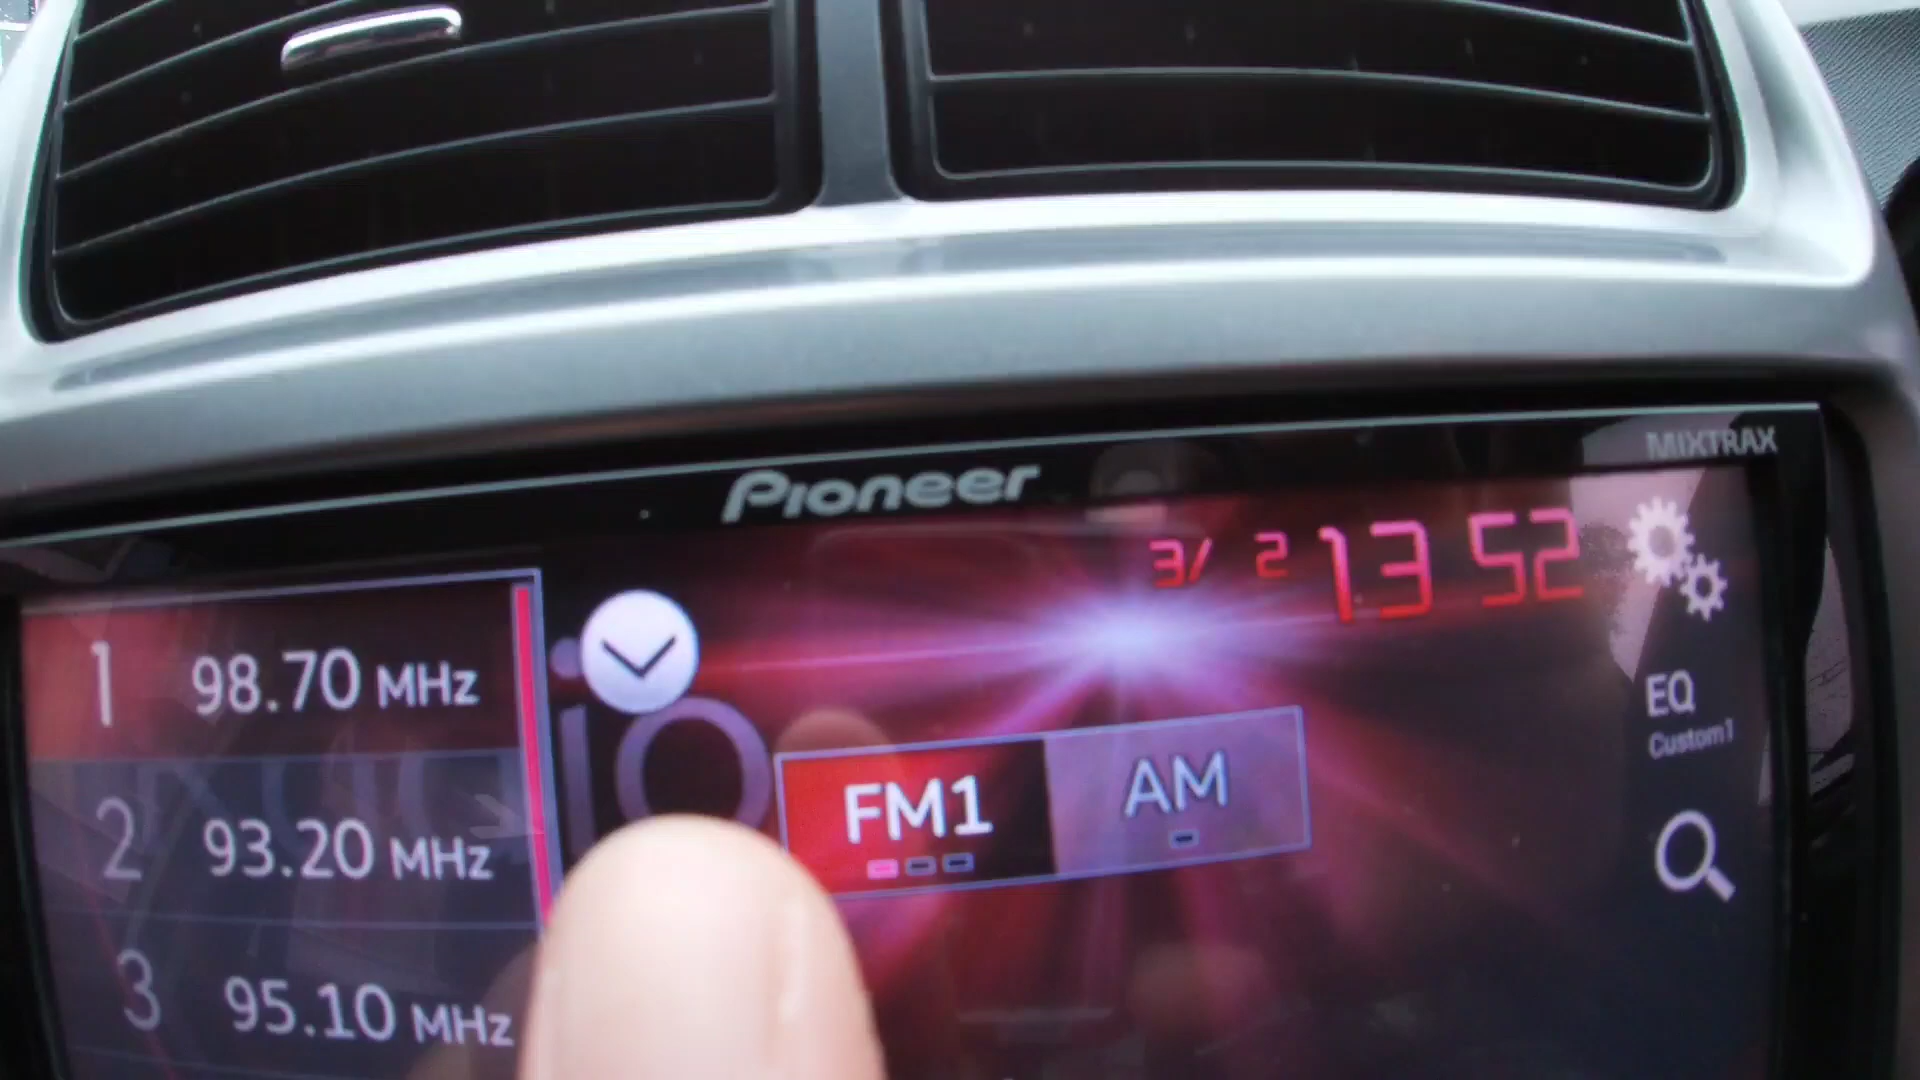 MIXTRAX
Pioneer
3/ 2 13 52
1 98.70 MHz
EQ
Custom1
FM1 AM
2 93.20 MHz
3 95.10 MHz